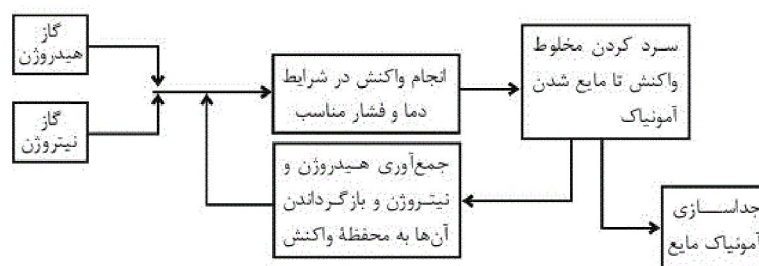 گاز
هیدروژن
گاز
نیتروژن
انجام واکنش در شرایط
دما و فشار مناسب
سرد کردن مخلوط
واکنش تا مایع شدن
آمونیاک
جمع‌آوری هیدروژن و
نیتروژن و بازگرداندن
آن‌ها به محفظهٔ واکنش
جداسازی
آمونیاک مایع